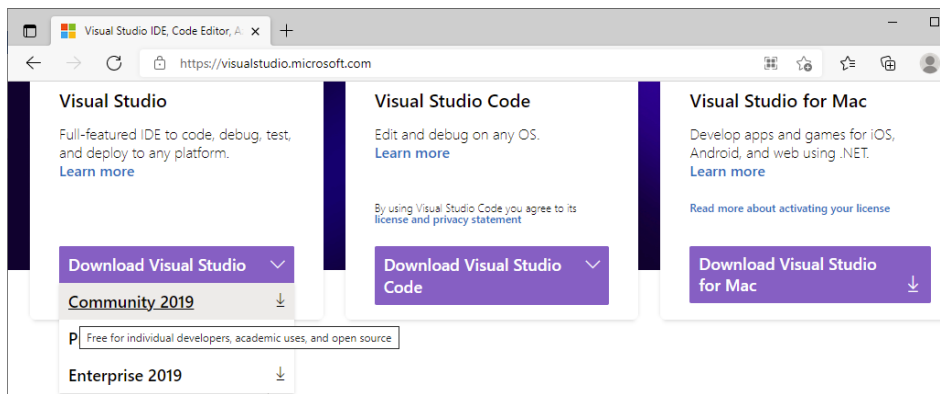 Visual Studio IDE, Code Editor, A
https://visualstudio.microsoft.com
Visual Studio
Full-featured IDE to code, debug, test,
and deploy to any platform.
Learn more
Download Visual Studio
Community 2019
P
Free for individual developers, academic uses, and open source
Enterprise 2019
Visual Studio Code
Edit and debug on any OS.
Learn more
By using Visual Studio Code you agree to its
license and privacy statement
Download Visual Studio
Code
Visual Studio for Mac
Develop apps and games for iOS,
Android, and web using .NET.
Learn more
Read more about activating your license
Download Visual Studio
for Mac